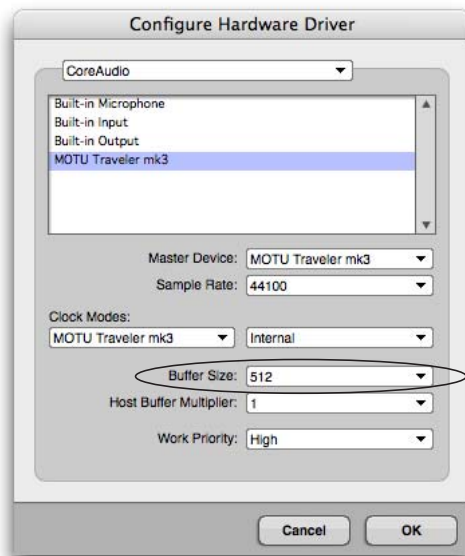 Configure Hardware Driver
CoreAudio
Built-in Microphone
Built-in Input
Built-in Output
MOTU Traveler mk3
Master Device: MOTU Traveler mk3
Sample Rate: 44100
Clock Modes:
MOTU Traveler mk3 Internal
Buffer Size: 512
Host Buffer Multiplier: 1
Work Priority: High
Cancel OK